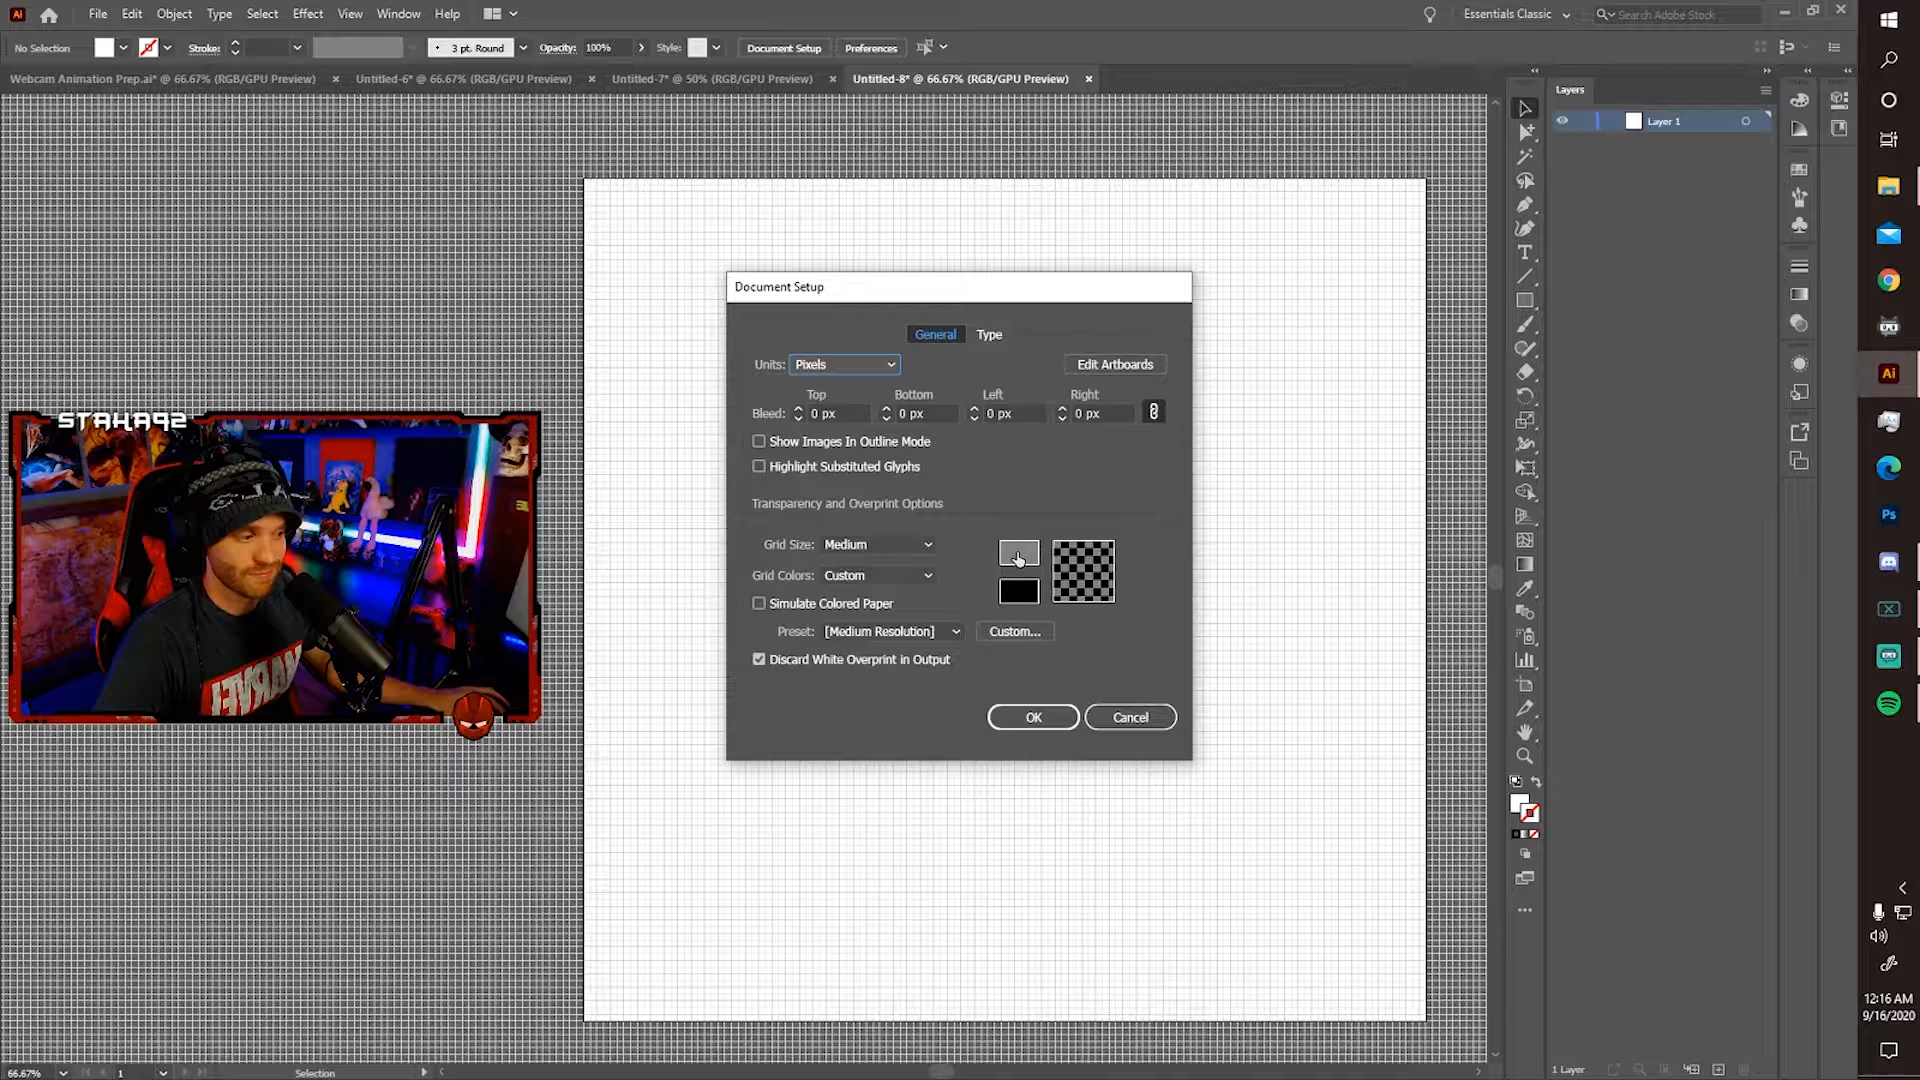 Ai File Edit Object Type Select Effect View Window Help Essentials Classic Search Adobe Stock
No Selection Stroke: 3 pt. Round Opacity: 100% Style: Document Setup Preferences
Webcam Animation Prep.ai* @ 66.67% (RGB/GPU Preview) × Untitled-6* @ 66.67% (RGB/GPU Preview) × Untitled-7* @ 50% (RGB/GPU Preview) × Untitled-8* @ 66.67% (RGB/GPU Preview) ×
Layers
Layer 1
Document Setup
General Type
Units: Pixels Edit Artboards
Top Bottom Left Right
Bleed: 0 px 0 px 0 px 0 px
Show Images In Outline Mode
Highlight Substituted Glyphs
Transparency and Overprint Options
Grid Size: Medium
Grid Colors: Custom
Simulate Colored Paper
Preset: [Medium Resolution] Custom...
Discard White Overprint in Output
OK Cancel
STAKA92
MARVEL
Ai
Ps
12:16 AM
9/16/2020
66.67% 1 Selection
1 Layer